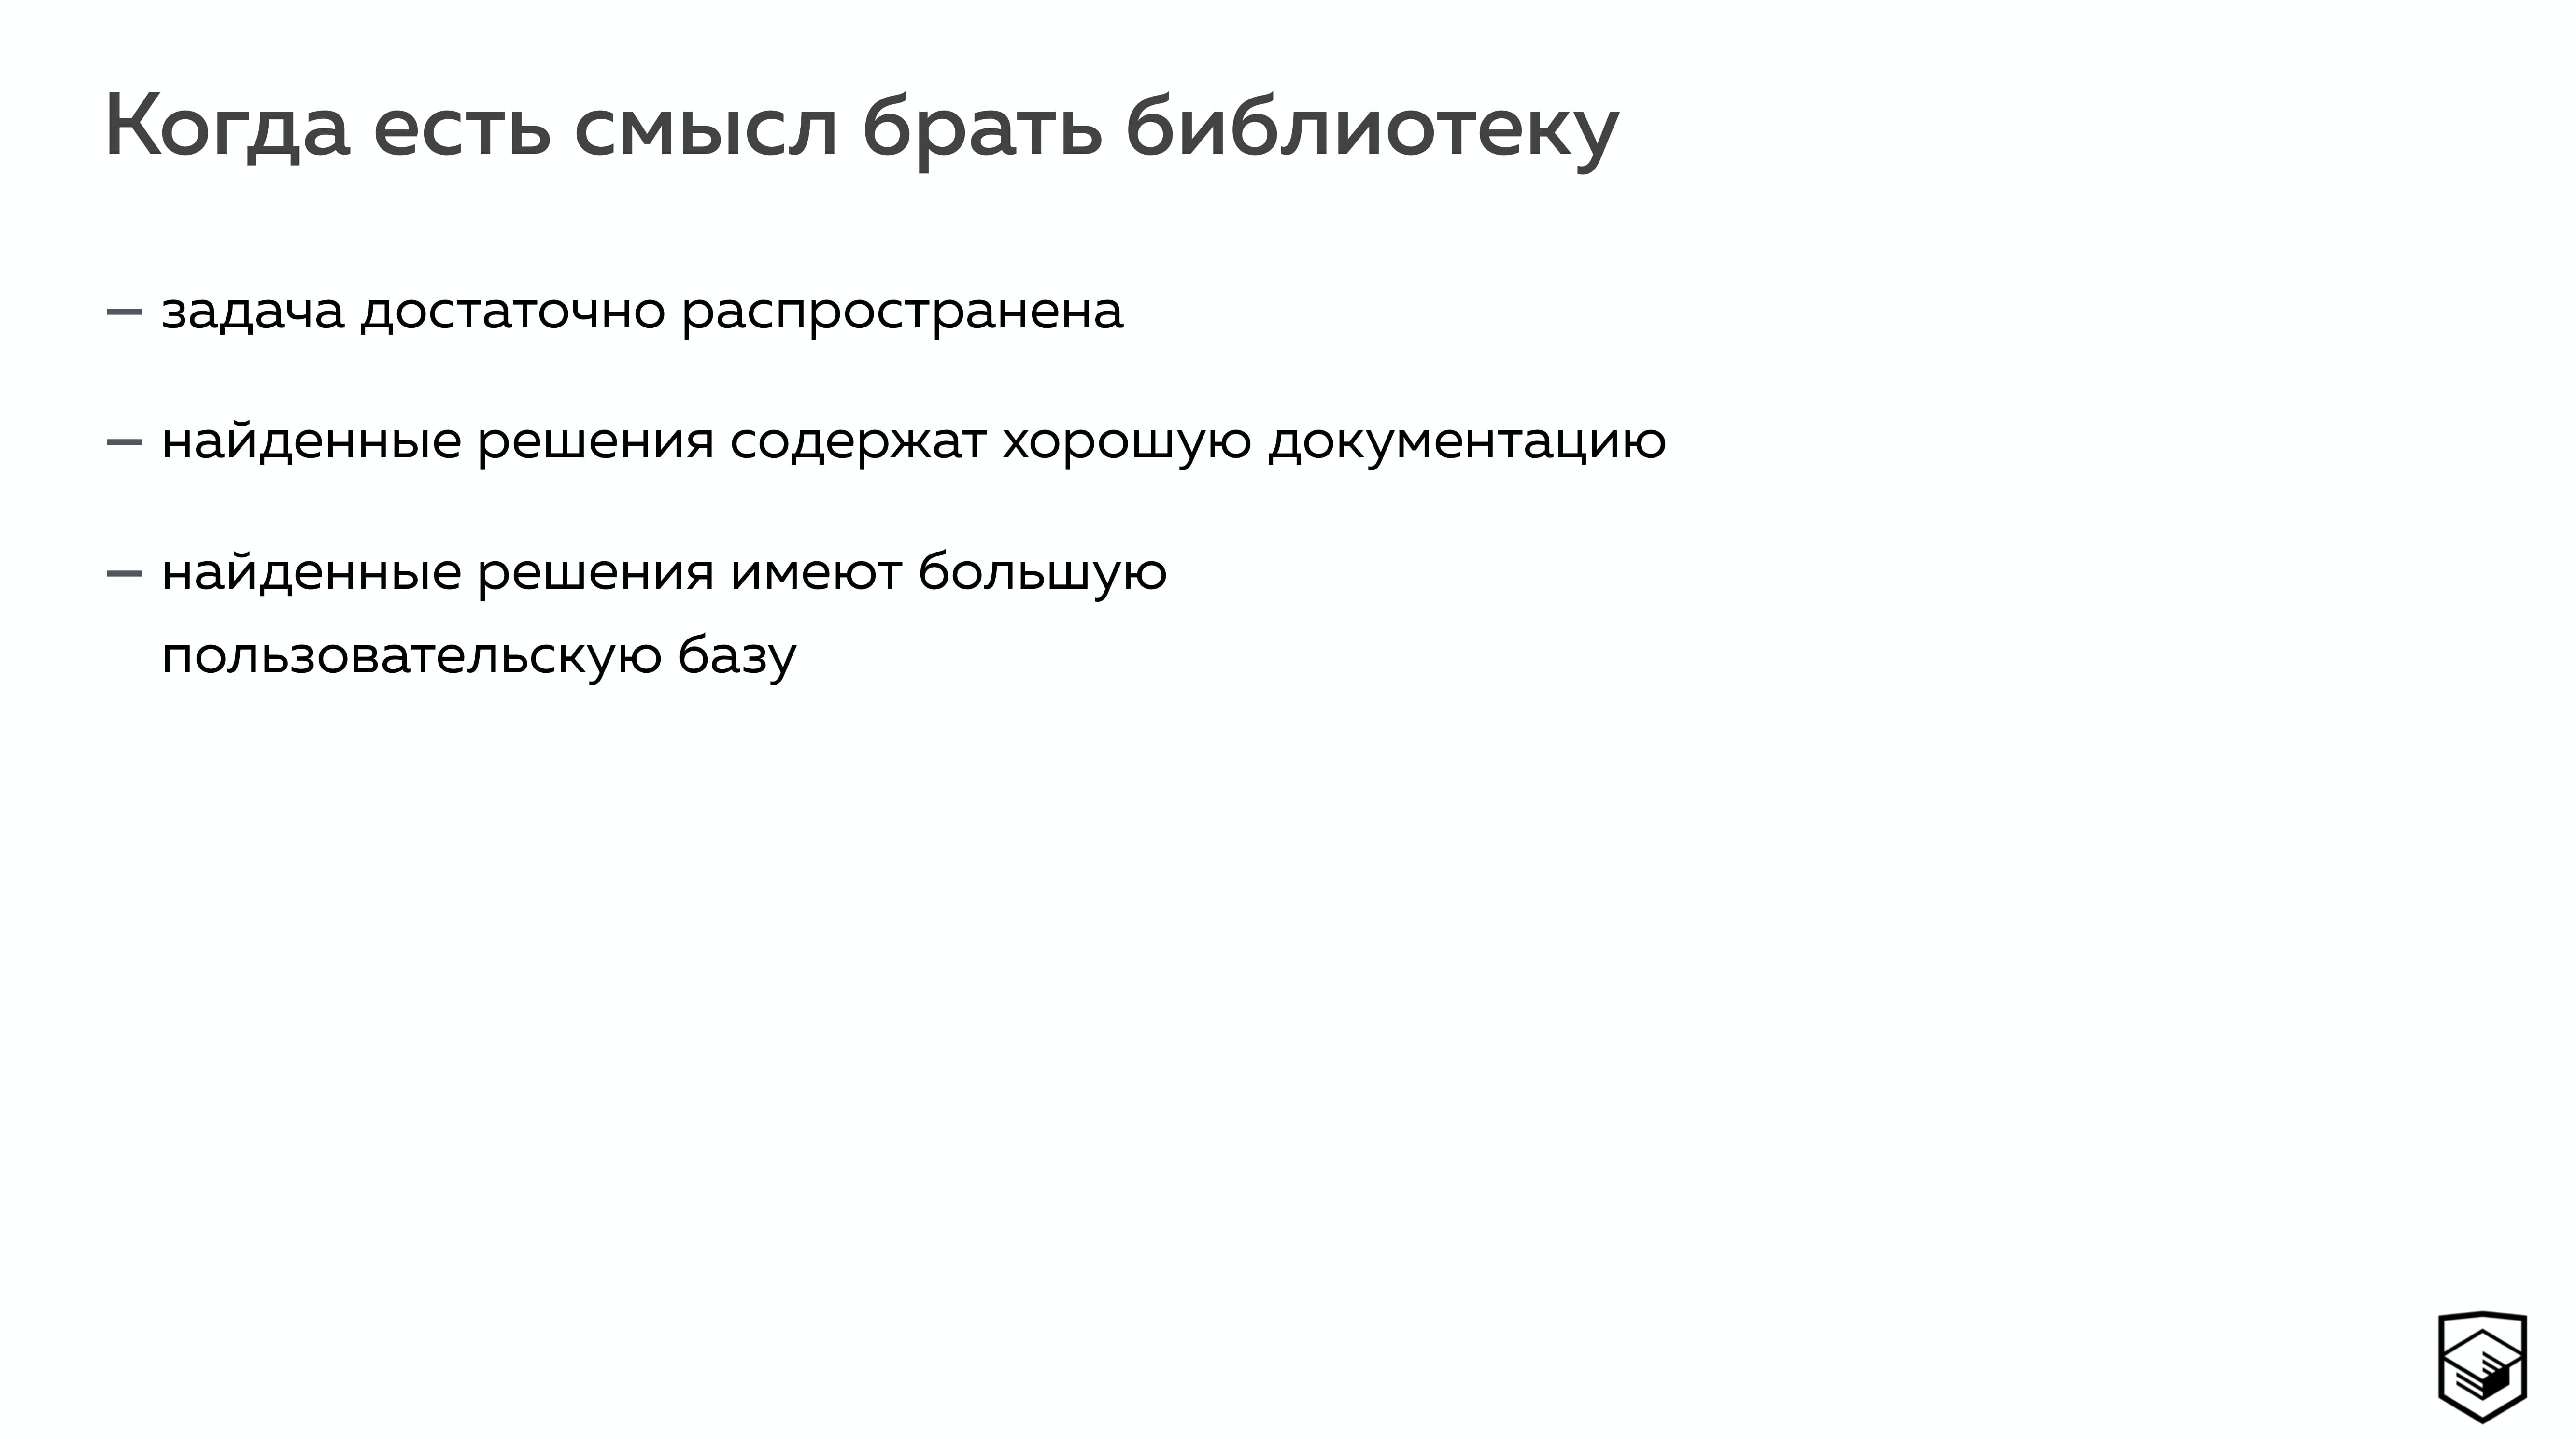 Когда есть смысл брать библиотеку
— задача достаточно распространена
— найденные решения содержат хорошую документацию
— найденные решения имеют большую
пользовательскую базу